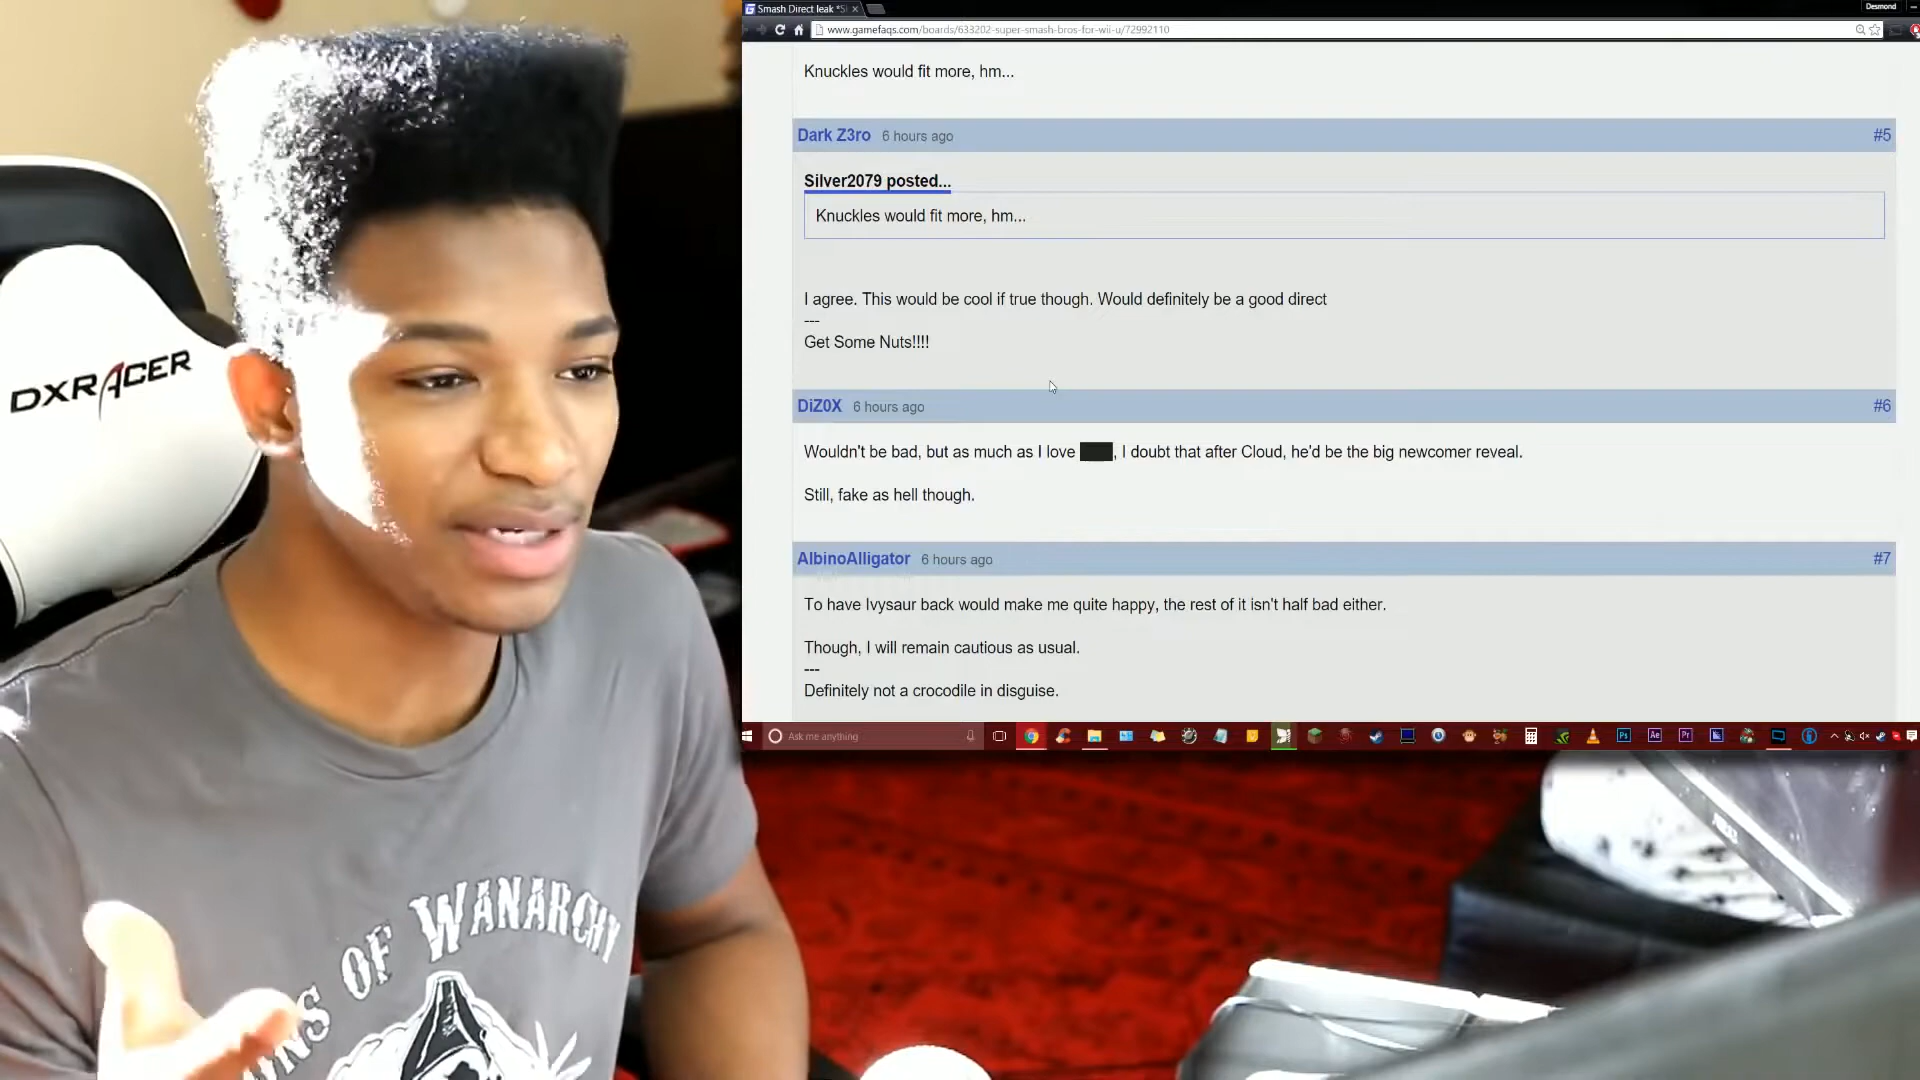 DXRACER
OF WANARCHY
Smash Direct leak *S
Desmond
www.gamefaqs.com/boards/633202-super-smash-bros-for-wii-u/72992110
Knuckles would fit more, hm...
Dark Z3ro 6 hours ago #5
Silver2079 posted...
Knuckles would fit more, hm...
I agree. This would be cool if true though. Would definitely be a good direct
---
Get Some Nuts!!!!
DiZ0X 6 hours ago #6
Wouldn't be bad, but as much as I love , I doubt that after Cloud, he'd be the big newcomer reveal.
Still, fake as hell though.
AlbinoAlligator 6 hours ago #7
To have Ivysaur back would make me quite happy, the rest of it isn't half bad either.
Though, I will remain cautious as usual.
---
Definitely not a crocodile in disguise.
Ask me anything
Ps Ae Pr